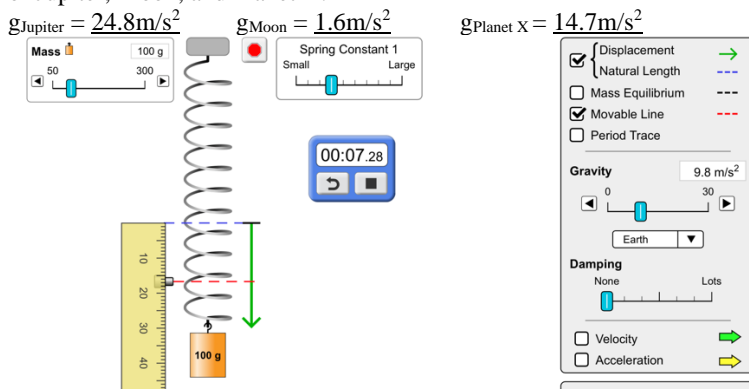 gJupiter = 24.8m/s² gMoon = 1.6m/s² gPlanet X = 14.7m/s²
Mass 100 g
50 300
Spring Constant 1
Small Large
00:07.28
10
20
30
40
100 g
Displacement
Natural Length
Mass Equilibrium
Movable Line
Period Trace
Gravity 9.8 m/s²
0 30
Earth
Damping
None Lots
Velocity
Acceleration